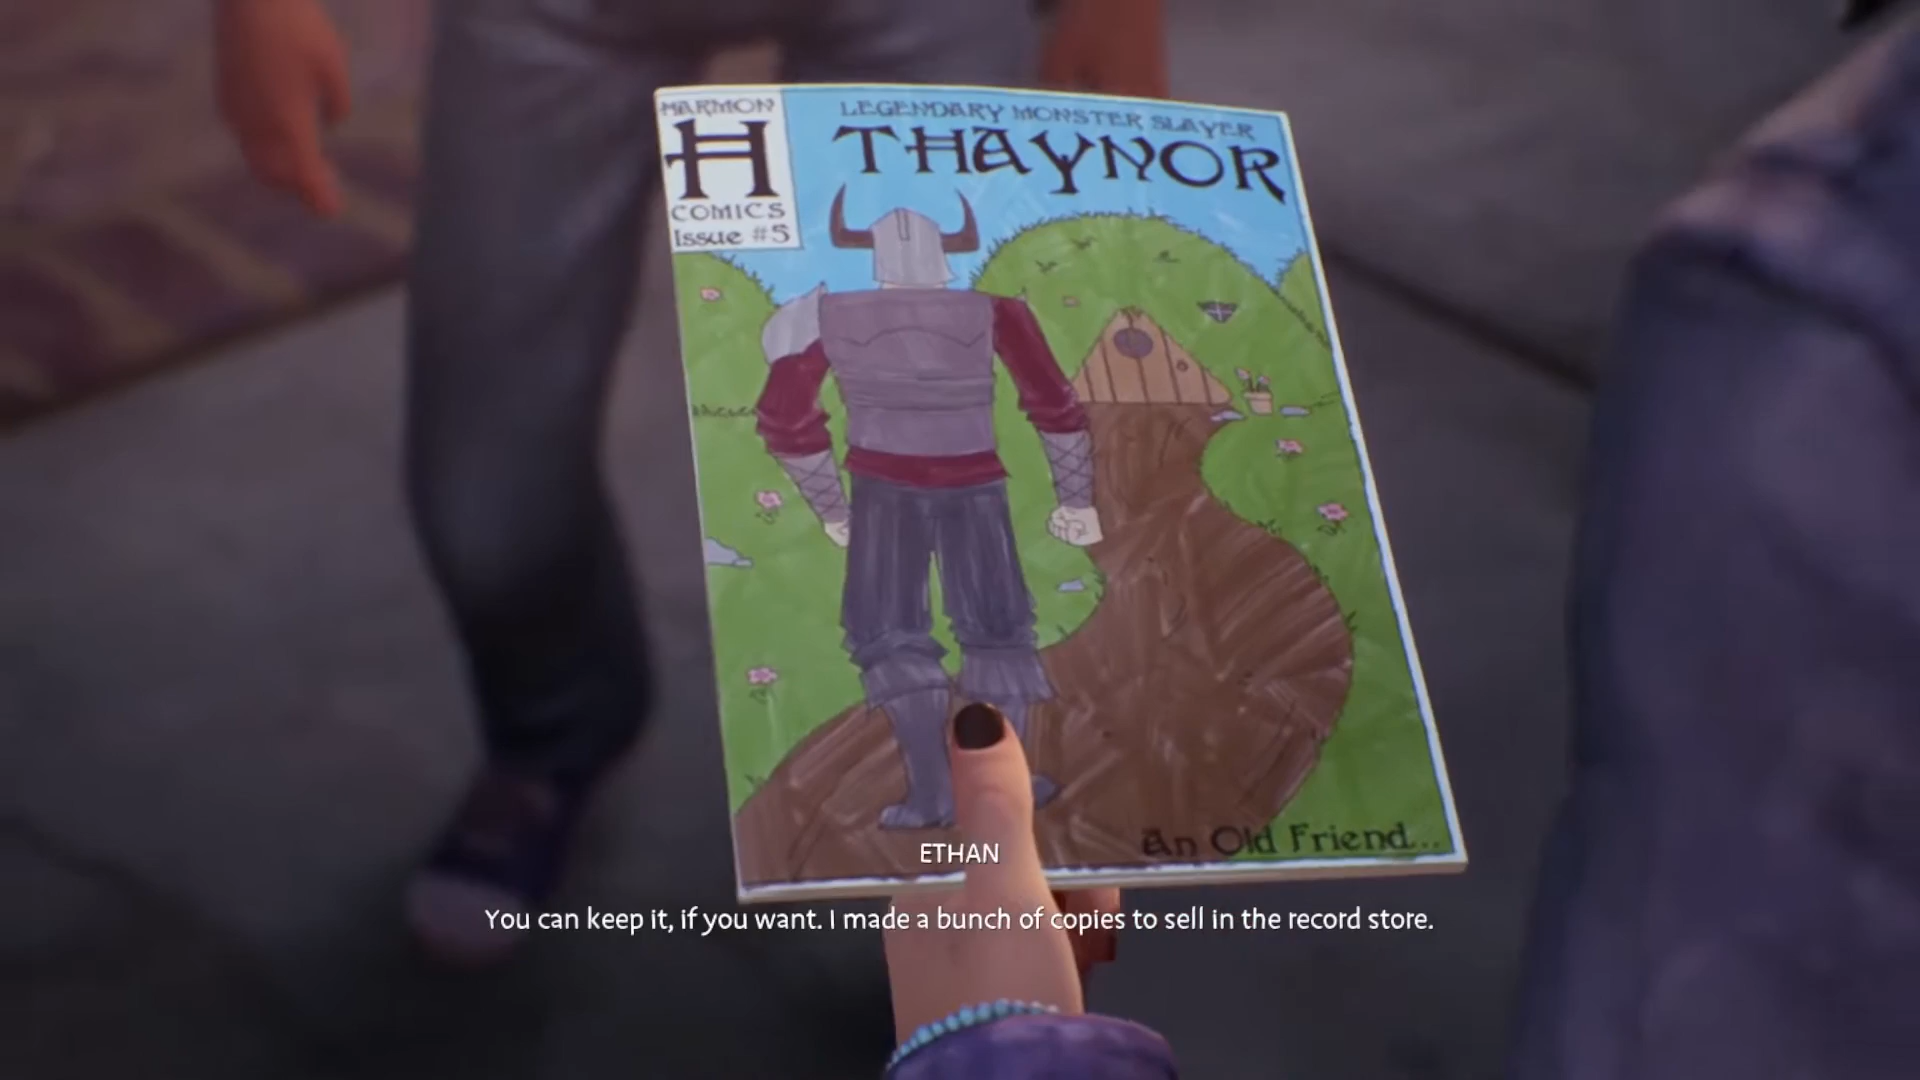 HARMON
H
COMICS
Issue #5
LEGENDARY MONSTER SLAYER
THAYNOR
An Old Friend...
ETHAN
You can keep it, if you want. I made a bunch of copies to sell in the record store.